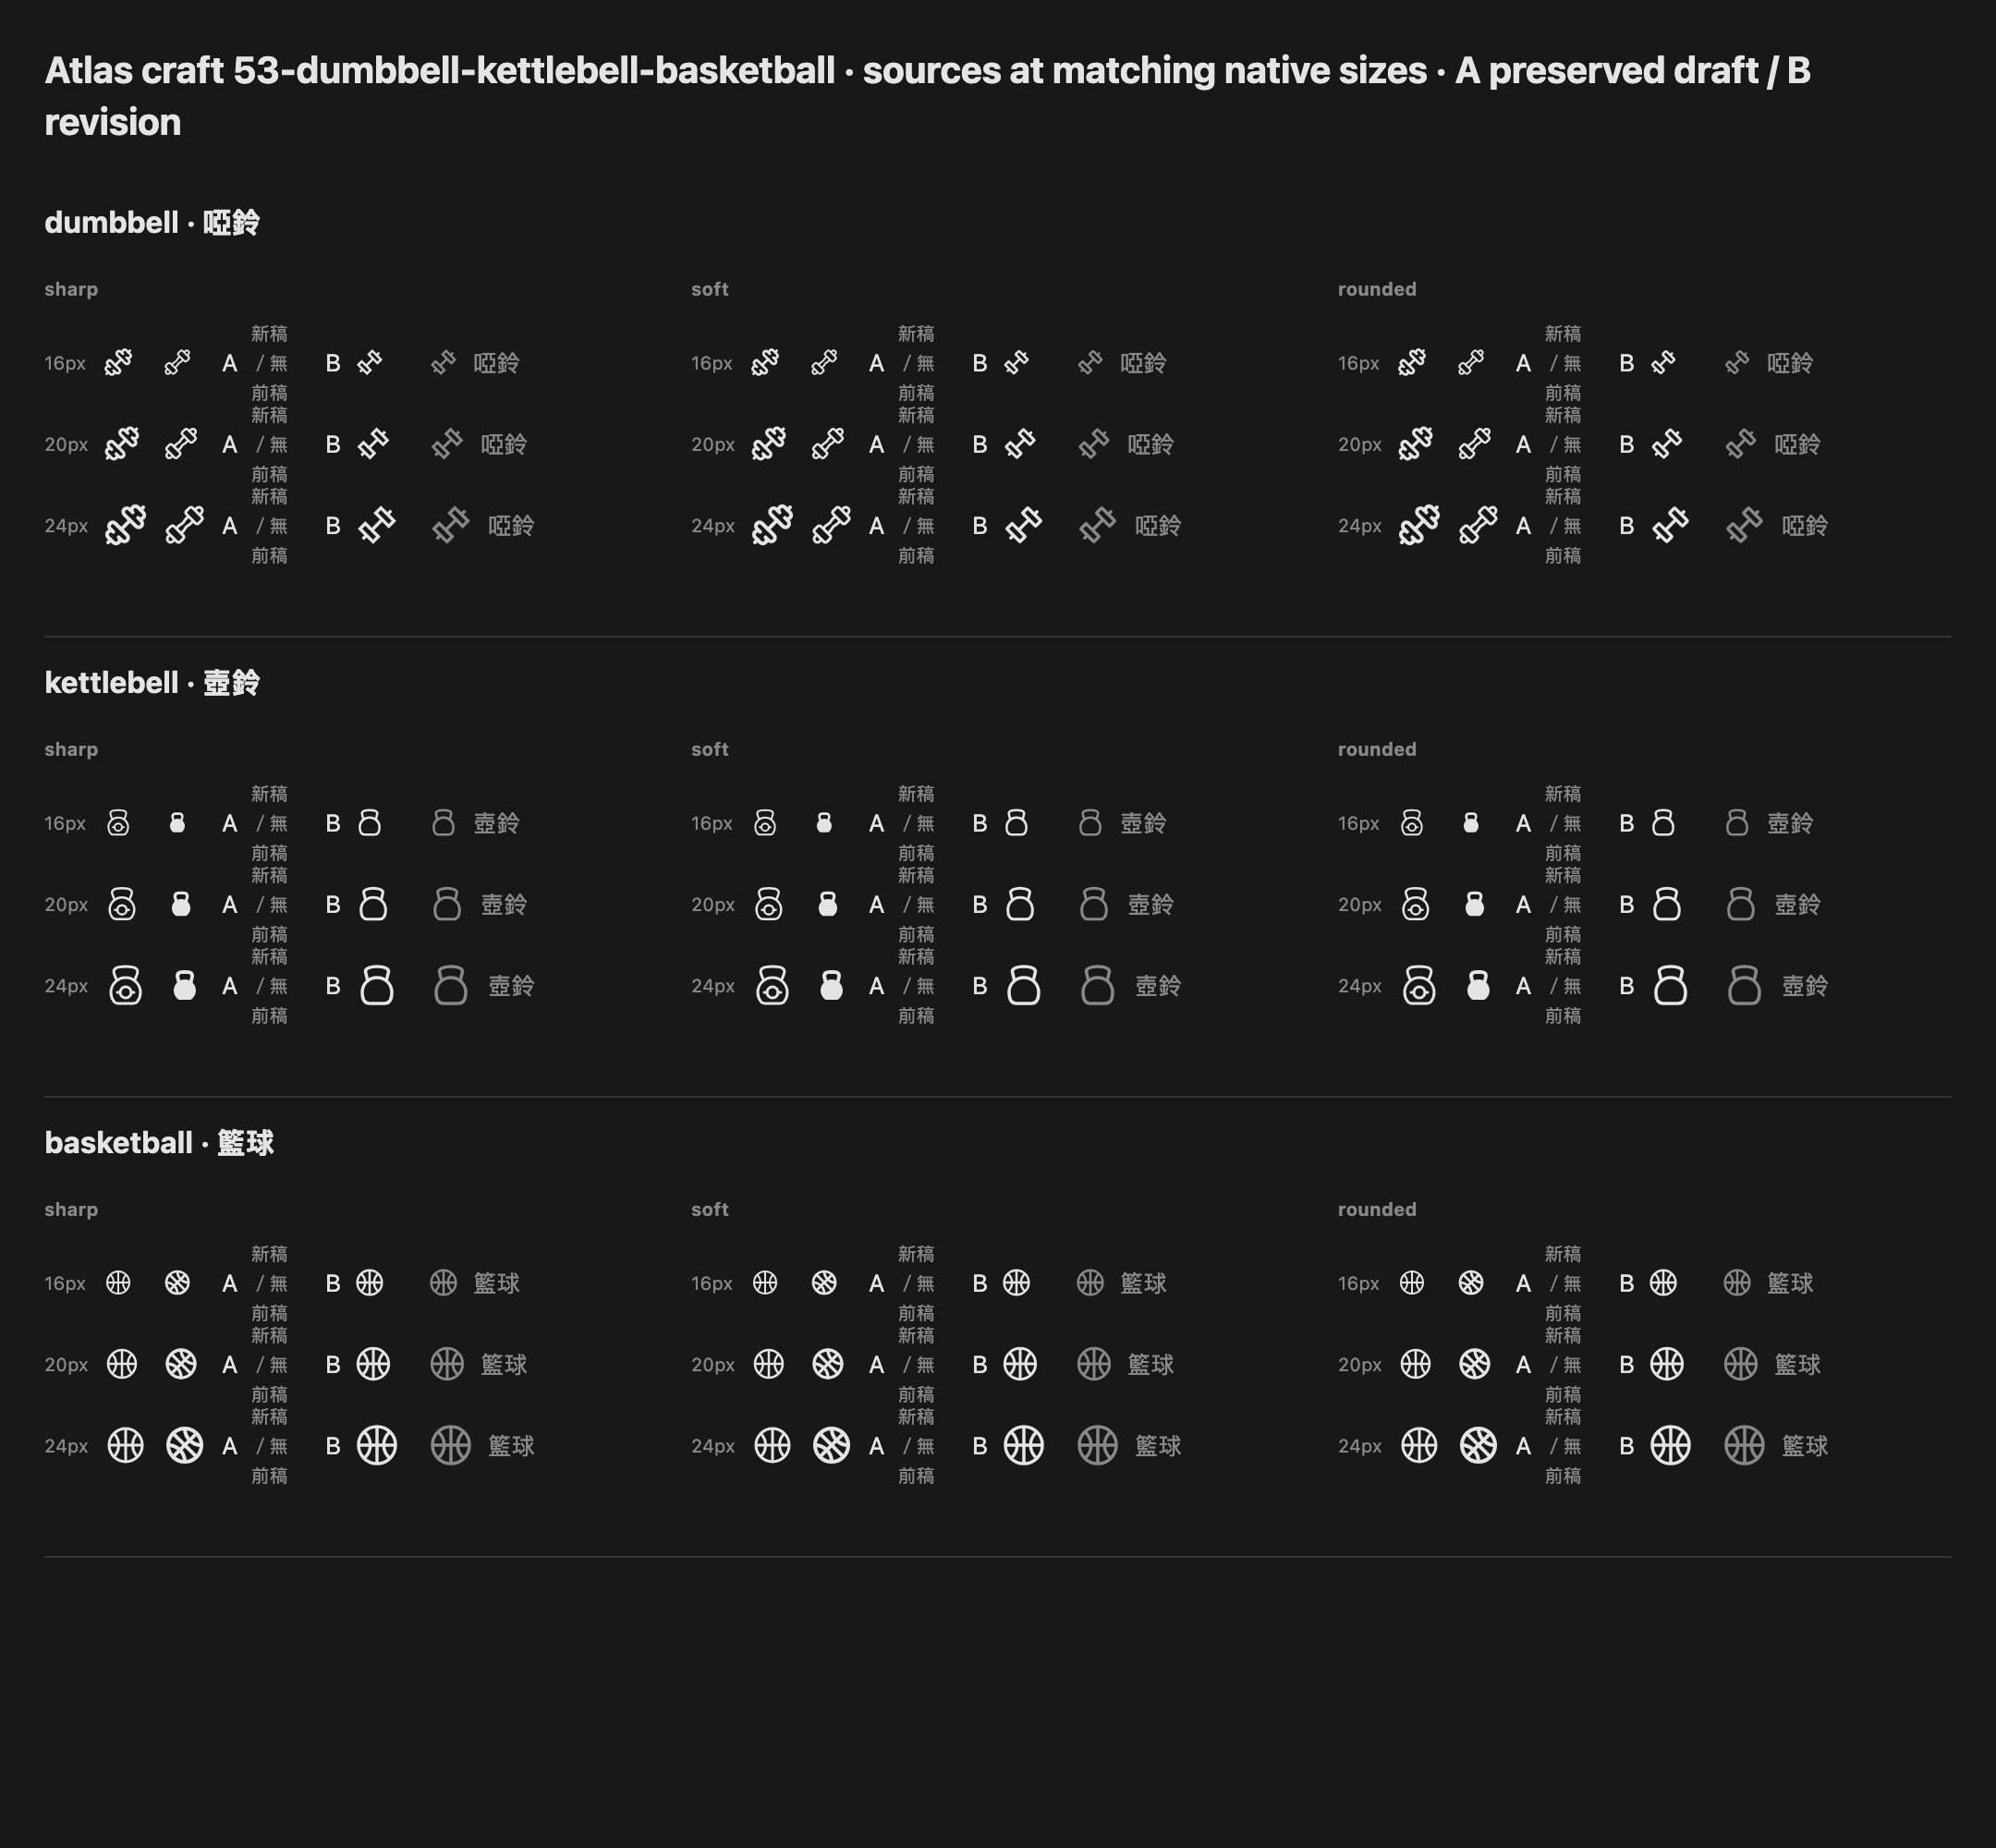 Atlas craft 53-dumbbell-kettlebell-basketball · sources at matching native sizes · A preserved draft / B
revision
dumbbell · 啞鈴
sharp
16px A 新稿 / 無 前稿 B 啞鈴
20px A 新稿 / 無 前稿 B 啞鈴
24px A 新稿 / 無 前稿 B 啞鈴
soft
16px A 新稿 / 無 前稿 B 啞鈴
20px A 新稿 / 無 前稿 B 啞鈴
24px A 新稿 / 無 前稿 B 啞鈴
rounded
16px A 新稿 / 無 前稿 B 啞鈴
20px A 新稿 / 無 前稿 B 啞鈴
24px A 新稿 / 無 前稿 B 啞鈴
kettlebell · 壺鈴
sharp
16px A 新稿 / 無 前稿 B 壺鈴
20px A 新稿 / 無 前稿 B 壺鈴
24px A 新稿 / 無 前稿 B 壺鈴
soft
16px A 新稿 / 無 前稿 B 壺鈴
20px A 新稿 / 無 前稿 B 壺鈴
24px A 新稿 / 無 前稿 B 壺鈴
rounded
16px A 新稿 / 無 前稿 B 壺鈴
20px A 新稿 / 無 前稿 B 壺鈴
24px A 新稿 / 無 前稿 B 壺鈴
basketball · 籃球
sharp
16px A 新稿 / 無 前稿 B 籃球
20px A 新稿 / 無 前稿 B 籃球
24px A 新稿 / 無 前稿 B 籃球
soft
16px A 新稿 / 無 前稿 B 籃球
20px A 新稿 / 無 前稿 B 籃球
24px A 新稿 / 無 前稿 B 籃球
rounded
16px A 新稿 / 無 前稿 B 籃球
20px A 新稿 / 無 前稿 B 籃球
24px A 新稿 / 無 前稿 B 籃球